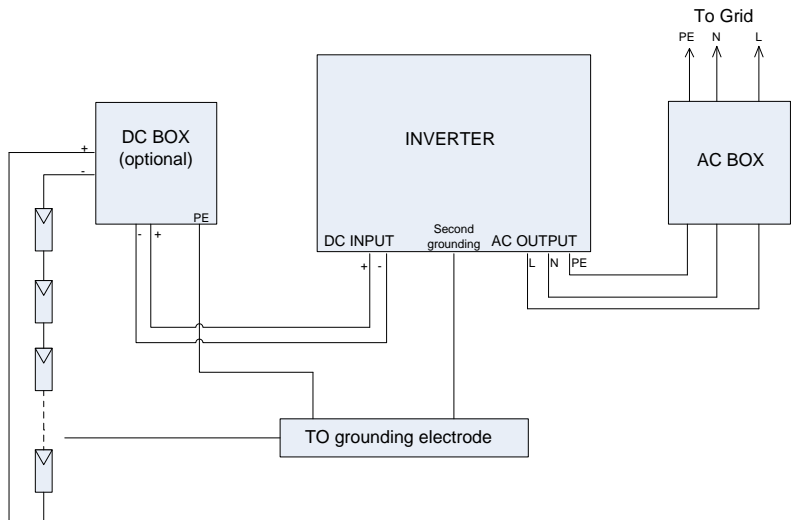 To Grid
PE N L
DC BOX
(optional)
+
-
PE
- +
INVERTER
DC INPUT
Second
grounding
AC OUTPUT
+ -
L N PE
AC BOX
TO grounding electrode